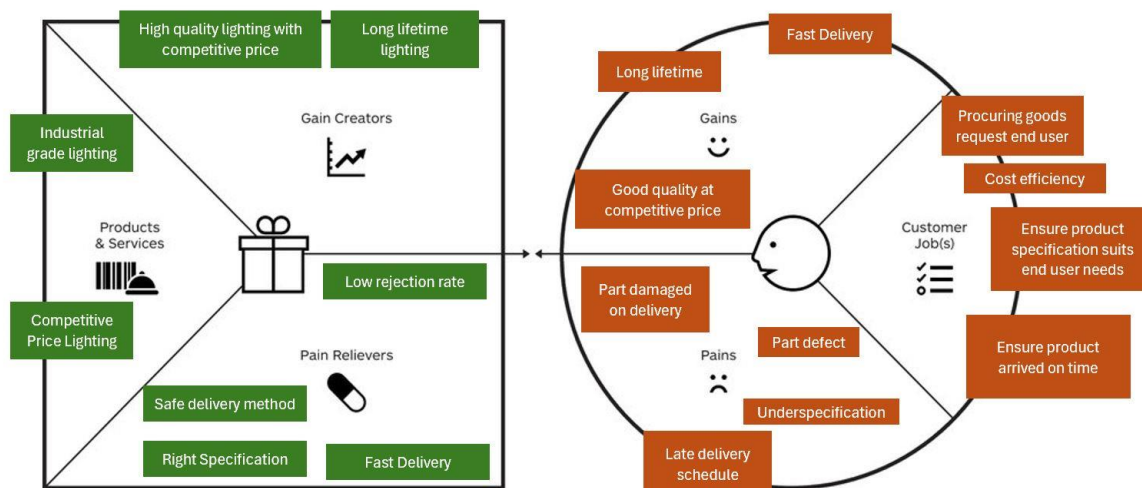 High quality lighting with
competitive price
Long lifetime
lighting
Gain Creators
Industrial
grade lighting
Products
& Services
Competitive
Price Lighting
Low rejection rate
Pain Relievers
Safe delivery method
Right Specification
Fast Delivery
Fast Delivery
Long lifetime
Gains
Good quality at
competitive price
Procuring goods
request end user
Cost efficiency
Customer
Job(s)
Ensure product
specification suits
end user needs
Ensure product
arrived on time
Part damaged
on delivery
Part defect
Pains
Underspecification
Late delivery
schedule